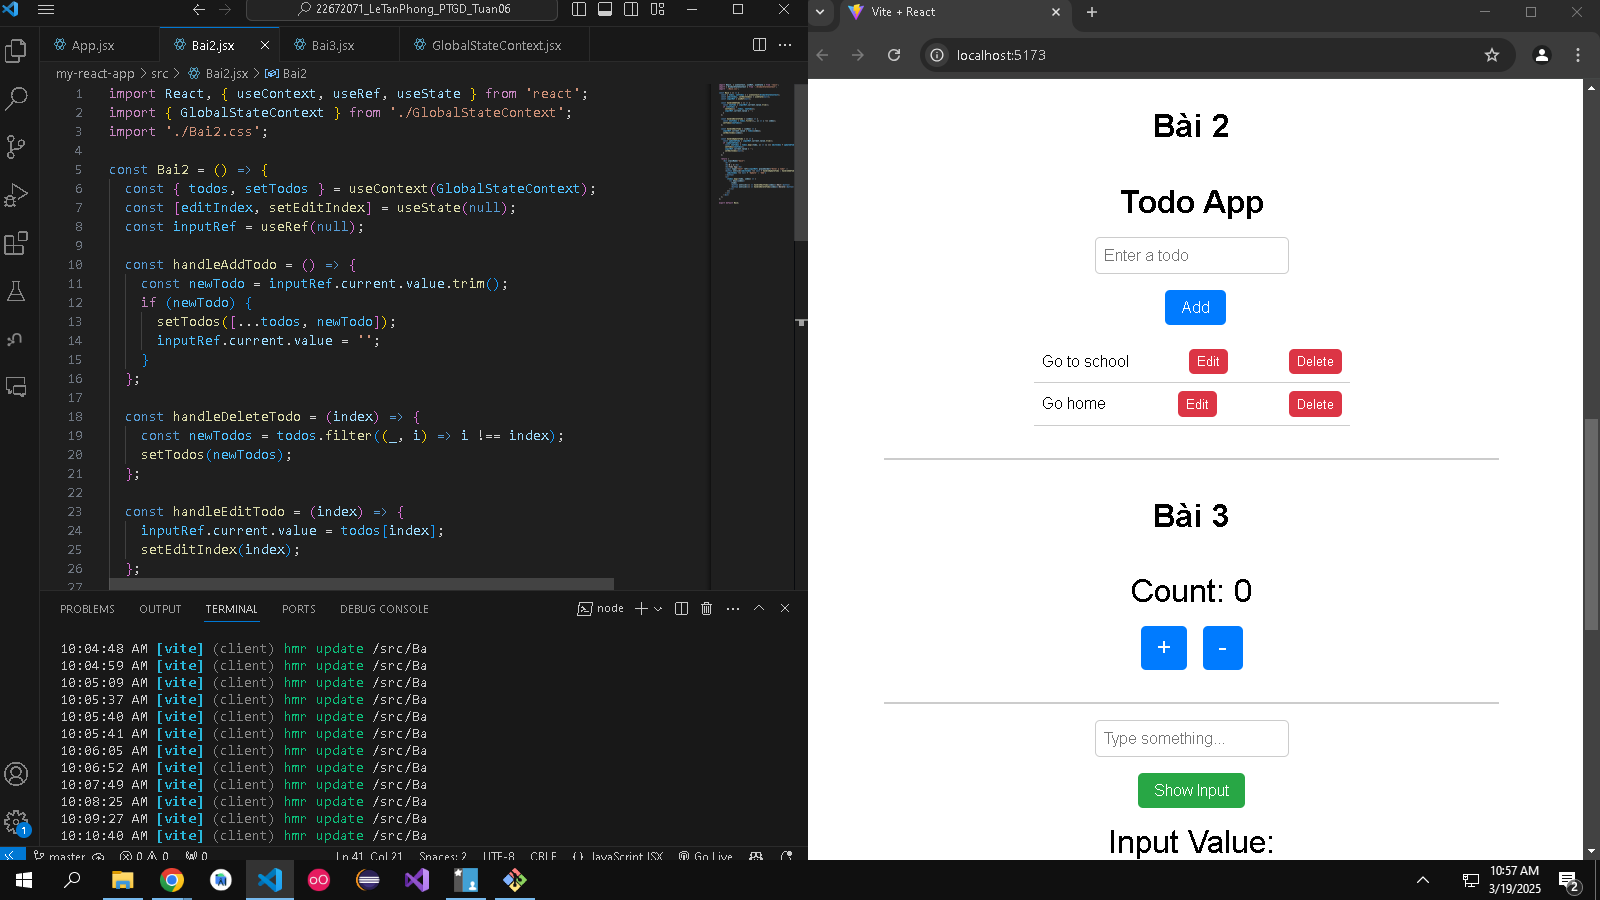 22672071_LeTanPhong_PTGD_Tuan06
App.jsx
Bai2.jsx
Bai3.jsx
GlobalStateContext.jsx
my-react-app > src > Bai2.jsx > Bai2
1 import React, { useContext, useRef, useState } from 'react';
2 import { GlobalStateContext } from './GlobalStateContext';
3 import './Bai2.css';
4
5 const Bai2 = () => {
6 const { todos, setTodos } = useContext(GlobalStateContext);
7 const [editIndex, setEditIndex] = useState(null);
8 const inputRef = useRef(null);
9
10 const handleAddTodo = () => {
11 const newTodo = inputRef.current.value.trim();
12 if (newTodo) {
13 setTodos([...todos, newTodo]);
14 inputRef.current.value = '';
15 }
16 };
17
18 const handleDeleteTodo = (index) => {
19 const newTodos = todos.filter((_, i) => i !== index);
20 setTodos(newTodos);
21 };
22
23 const handleEditTodo = (index) => {
24 inputRef.current.value = todos[index];
25 setEditIndex(index);
26 };
27
PROBLEMS OUTPUT TERMINAL PORTS DEBUG CONSOLE
node
10:04:48 AM [vite] (client) hmr update /src/Ba
10:04:59 AM [vite] (client) hmr update /src/Ba
10:05:09 AM [vite] (client) hmr update /src/Ba
10:05:37 AM [vite] (client) hmr update /src/Ba
10:05:40 AM [vite] (client) hmr update /src/Ba
10:05:41 AM [vite] (client) hmr update /src/Ba
10:06:05 AM [vite] (client) hmr update /src/Ba
10:06:52 AM [vite] (client) hmr update /src/Ba
10:07:49 AM [vite] (client) hmr update /src/Ba
10:08:25 AM [vite] (client) hmr update /src/Ba
10:09:27 AM [vite] (client) hmr update /src/Ba
10:10:40 AM [vite] (client) hmr update /src/Ba
1
master 0 0 0 Ln 41, Col 21 Spaces: 2 UTF-8 CRLF {} JavaScript JSX Go Live
Vite + React
localhost:5173
Bài 2
Todo App
Enter a todo
Add
Go to school Edit Delete
Go home Edit Delete
Bài 3
Count: 0
+ -
Type something...
Show Input
Input Value:
10:57 AM
3/19/2025
2